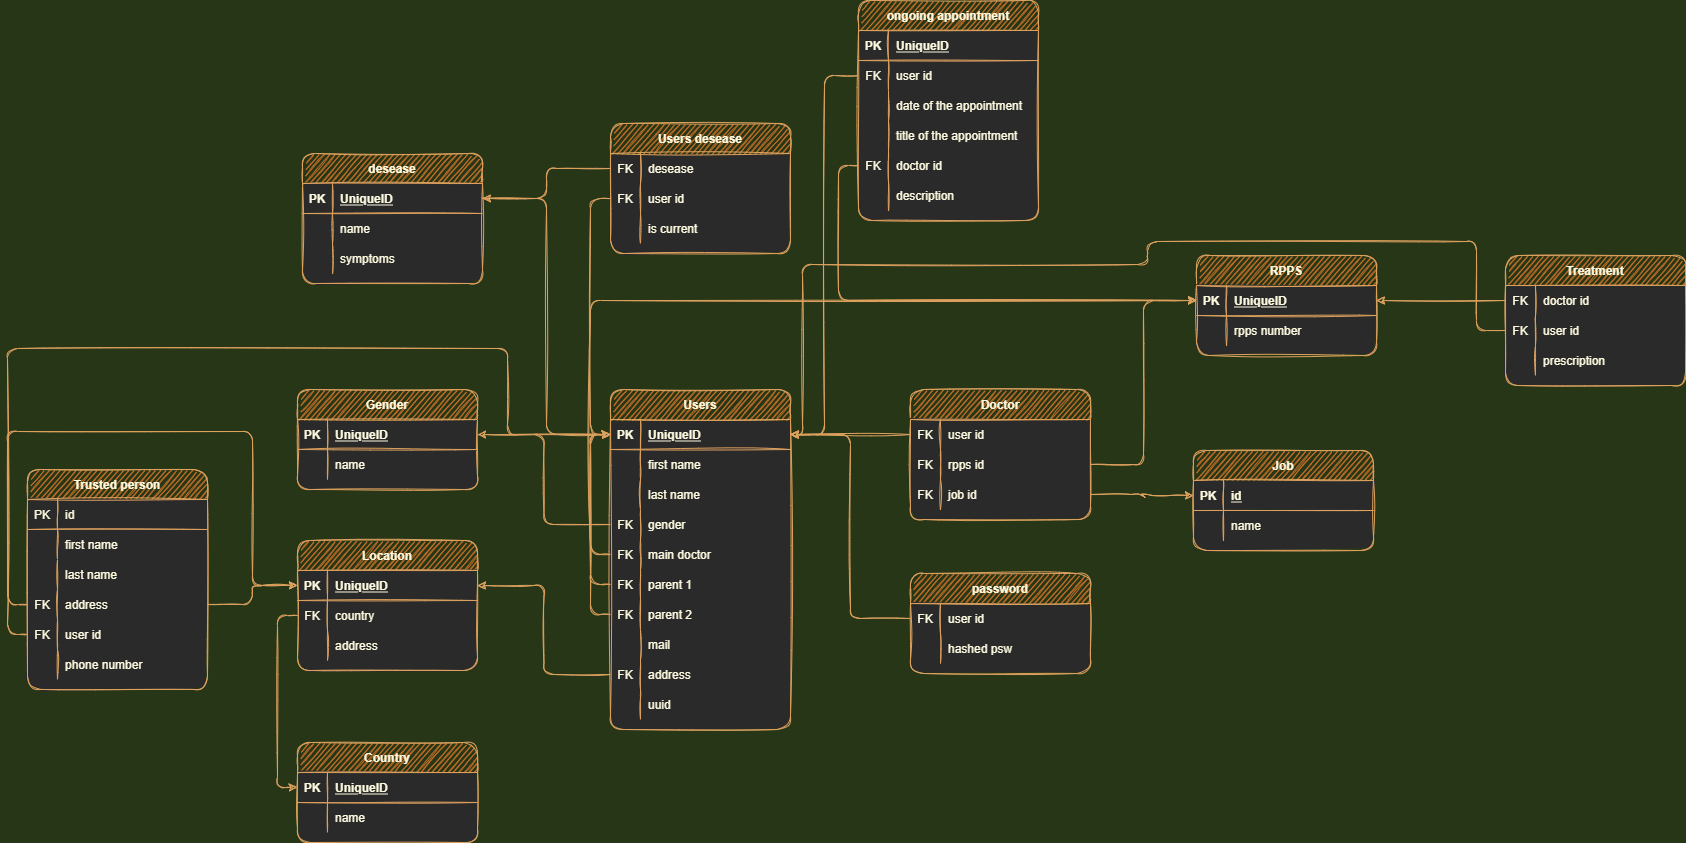 ongoing appointment
PK UniqueID
FK user id
date of the appointment
title of the appointment
FK doctor id
description
Users desease
FK desease
FK user id
is current
desease
PK UniqueID
name
symptoms
RPPS
PK UniqueID
rpps number
Treatment
FK doctor id
FK user id
prescription
Gender
PK UniqueID
name
Users
PK UniqueID
first name
last name
FK gender
FK main doctor
FK parent 1
FK parent 2
mail
FK address
uuid
Doctor
FK user id
FK rpps id
FK job id
Job
PK id
name
Trusted person
PK id
first name
last name
FK address
FK user id
phone number
Location
PK UniqueID
FK country
address
password
FK user id
hashed psw
Country
PK UniqueID
name